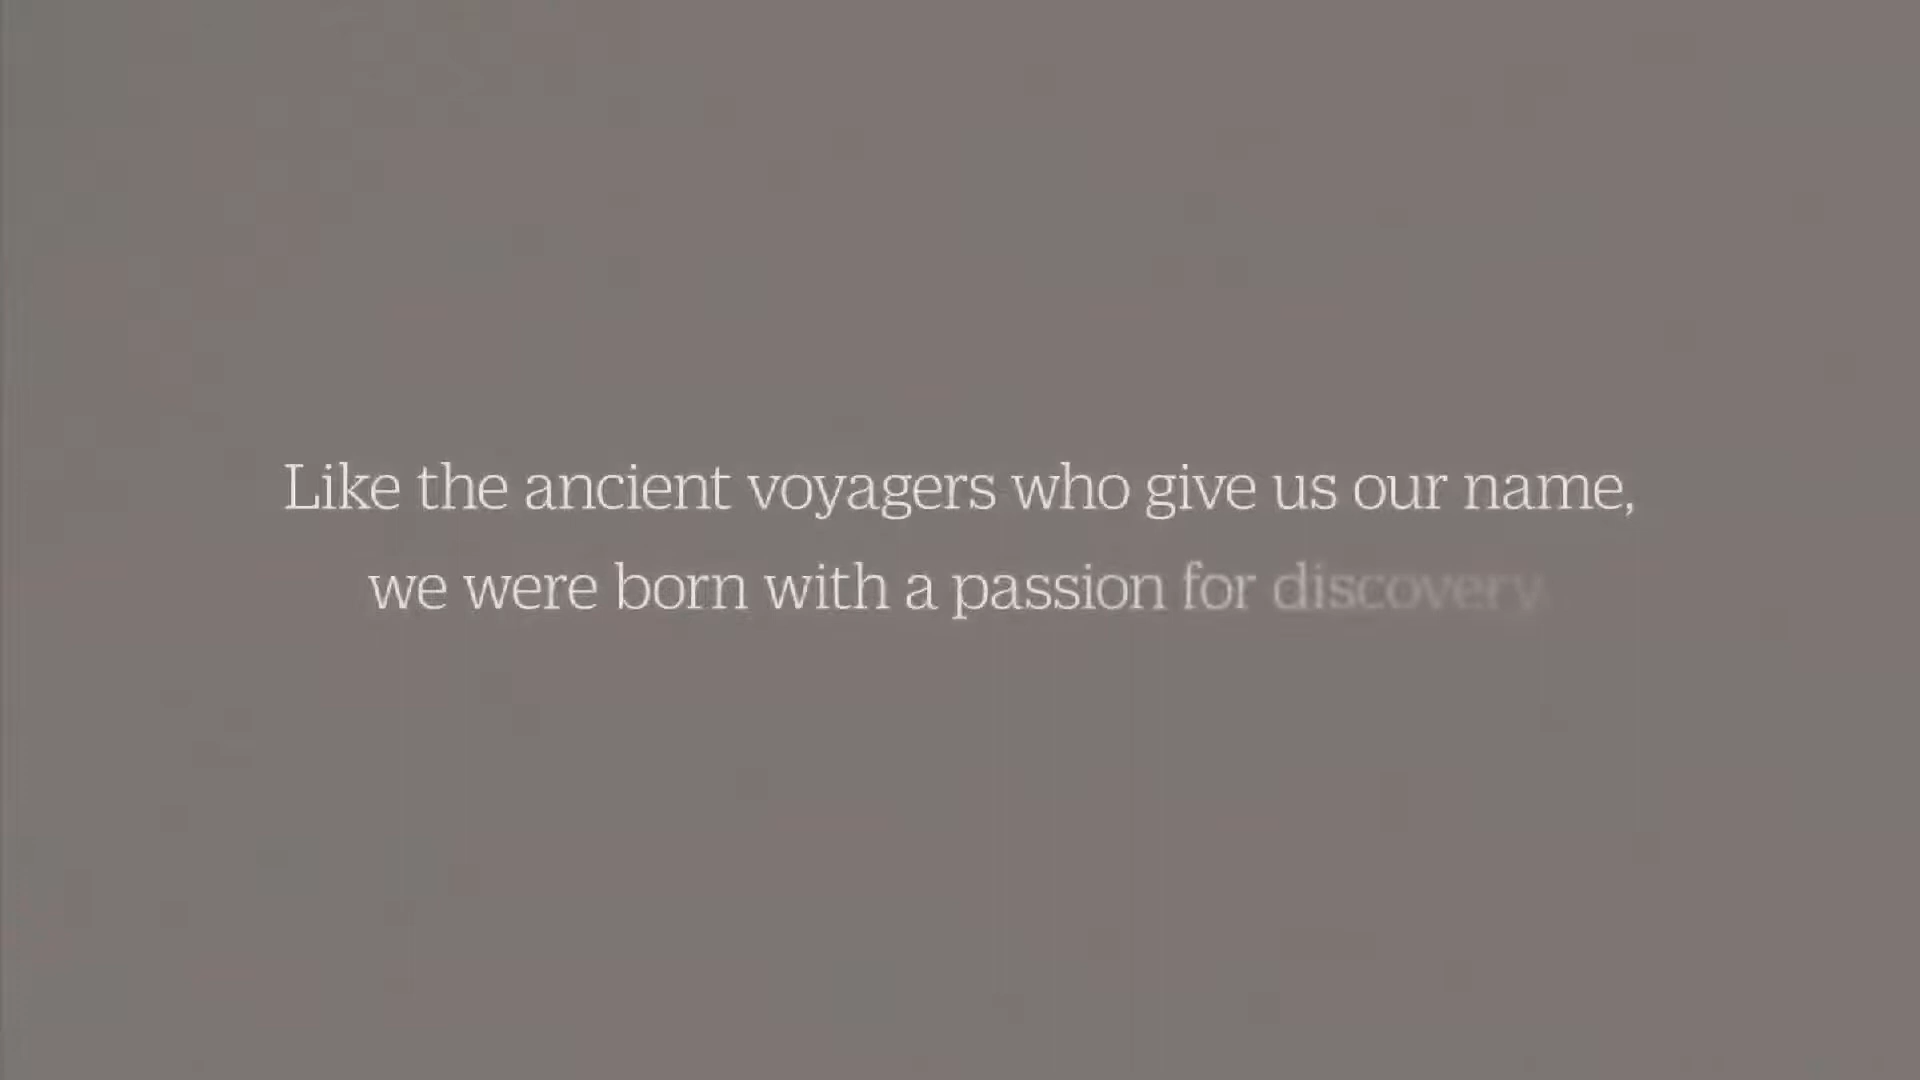 Like the ancient voyagers who give us our name,
we were born with a passion for discovery.